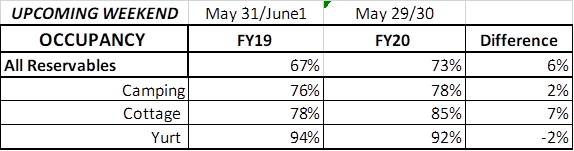 UPCOMING WEEKEND May 31/June1 May 29/30
OCCUPANCY FY19 FY20 Difference
All Reservables 67% 73% 6%
Camping 76% 78% 2%
Cottage 78% 85% 7%
Yurt 94% 92% -2%